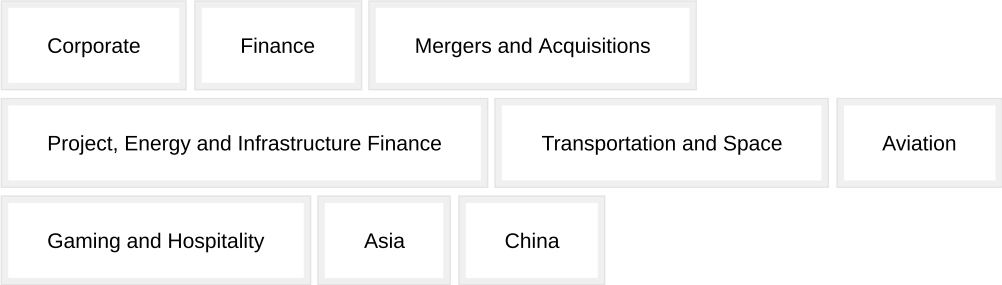 Corporate Finance Mergers and Acquisitions
Project, Energy and Infrastructure Finance Transportation and Space Aviation
Gaming and Hospitality Asia China